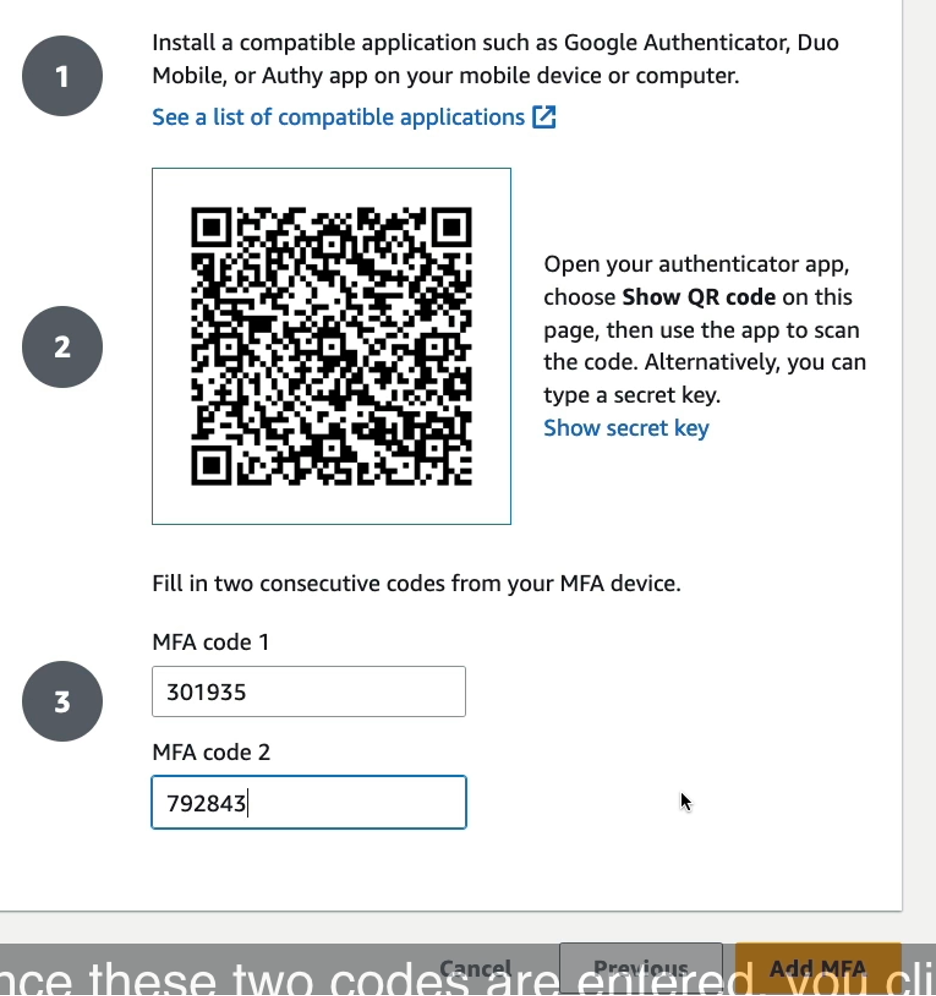 1
Install a compatible application such as Google Authenticator, Duo
Mobile, or Authy app on your mobile device or computer.
See a list of compatible applications
2
Open your authenticator app,
choose Show QR code on this
page, then use the app to scan
the code. Alternatively, you can
type a secret key.
Show secret key
Fill in two consecutive codes from your MFA device.
3
MFA code 1
301935
MFA code 2
792843
Cancel
Previous
Add MFA
these two codes are entered, you